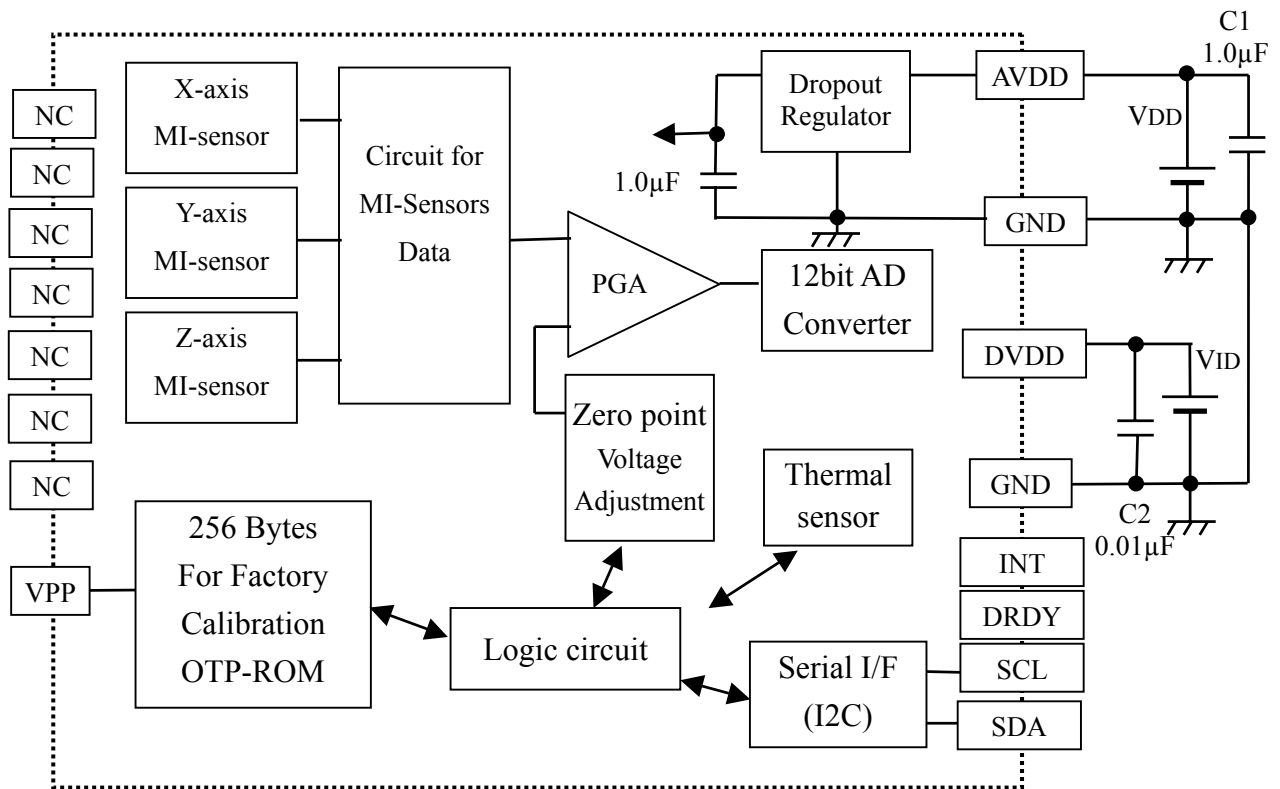 NC
NC
NC
NC
NC
NC
NC
VPP
X-axis
MI-sensor
Y-axis
MI-sensor
Z-axis
MI-sensor
Circuit for
MI-Sensors
Data
PGA
12bit AD
Converter
Dropout
Regulator
1.0µF
AVDD
GND
DVDD
GND
INT
DRDY
SCL
SDA
C1
1.0µF
VDD
VID
C2
0.01µF
Zero point
Voltage
Adjustment
Thermal
sensor
256 Bytes
For Factory
Calibration
OTP-ROM
Logic circuit
Serial I/F
(I2C)